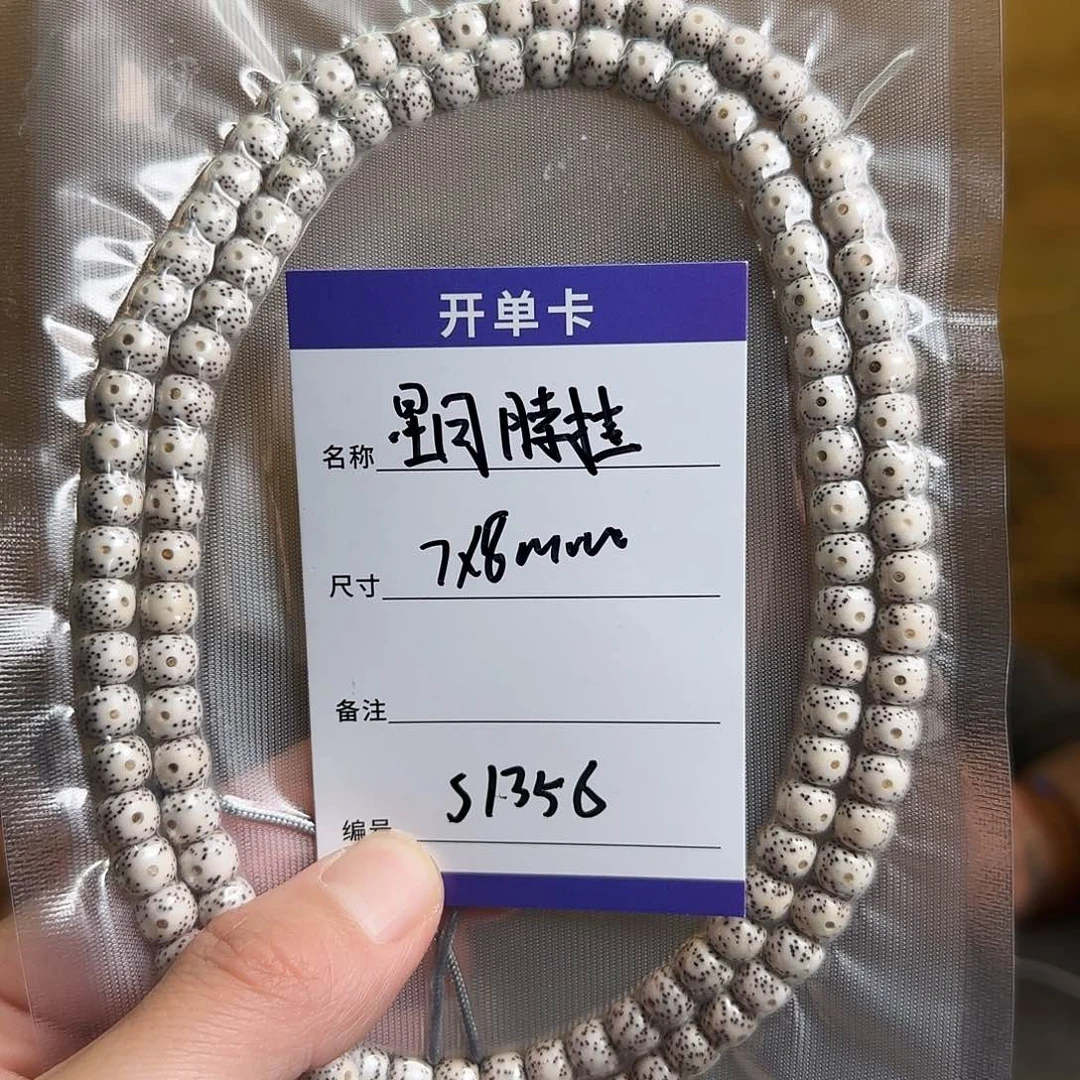 开单卡
名称 星月脖挂
尺寸 7x8mm
备注
编号 S1356